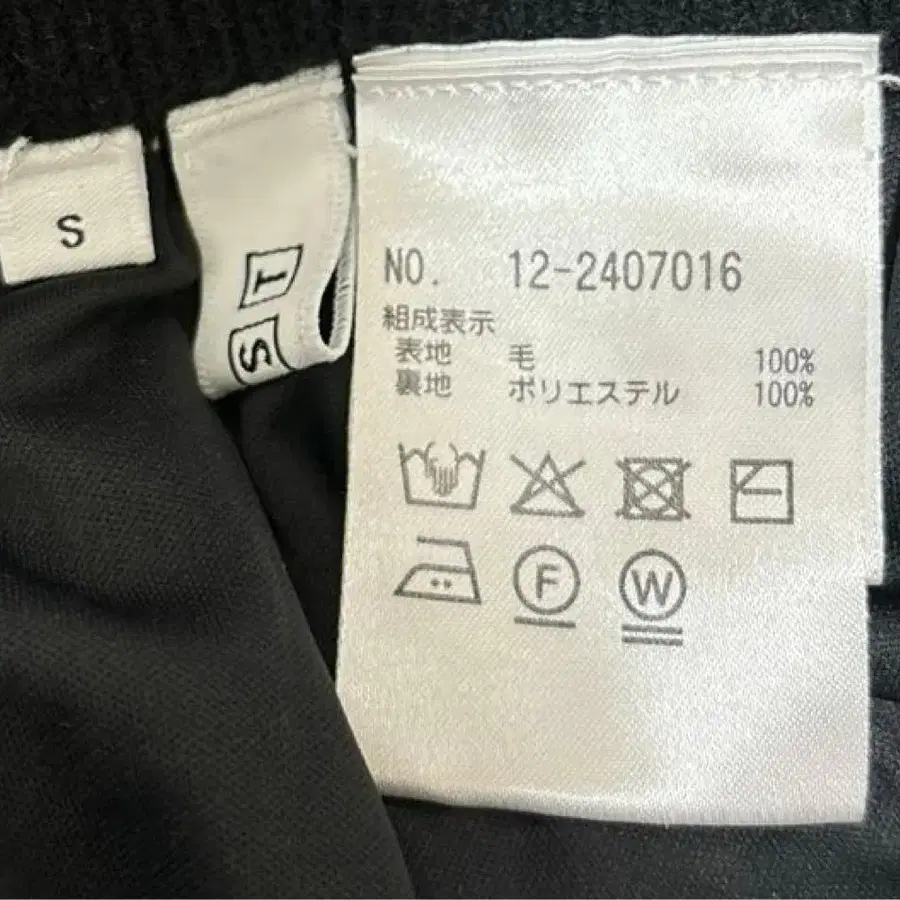 S
ST
NO. 12-2407016
組成表示
表地 毛 100%
裏地 ポリエステル 100%
F
W